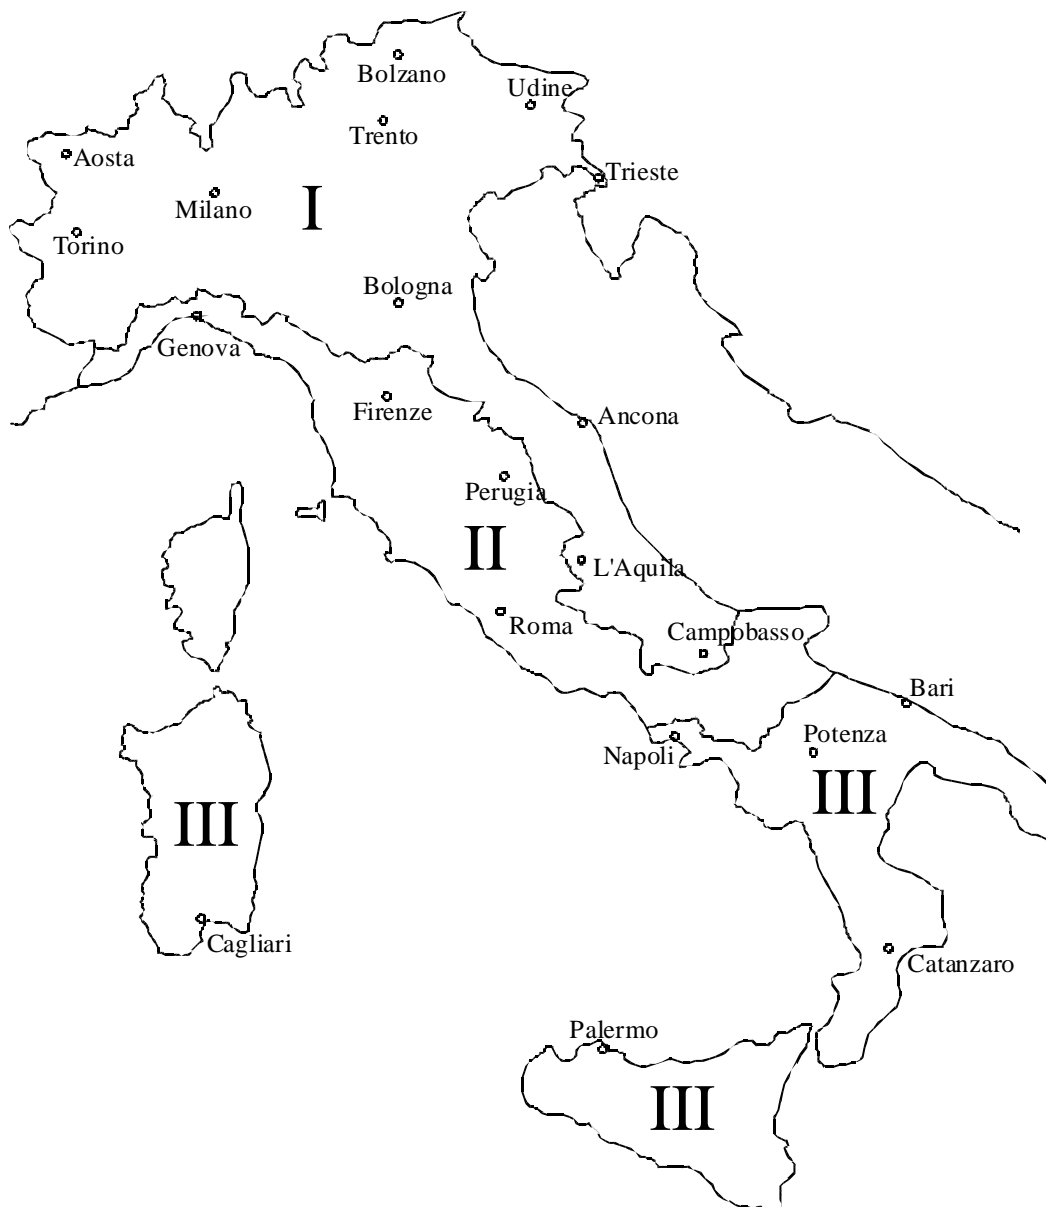 Bolzano
Udine
Trento
Aosta
Trieste
Milano
I
Torino
Bologna
Genova
Firenze
Ancona
Perugia
II
L'Aquila
Roma
Campobasso
Bari
Napoli
Potenza
III
III
Cagliari
Catanzaro
Palermo
III